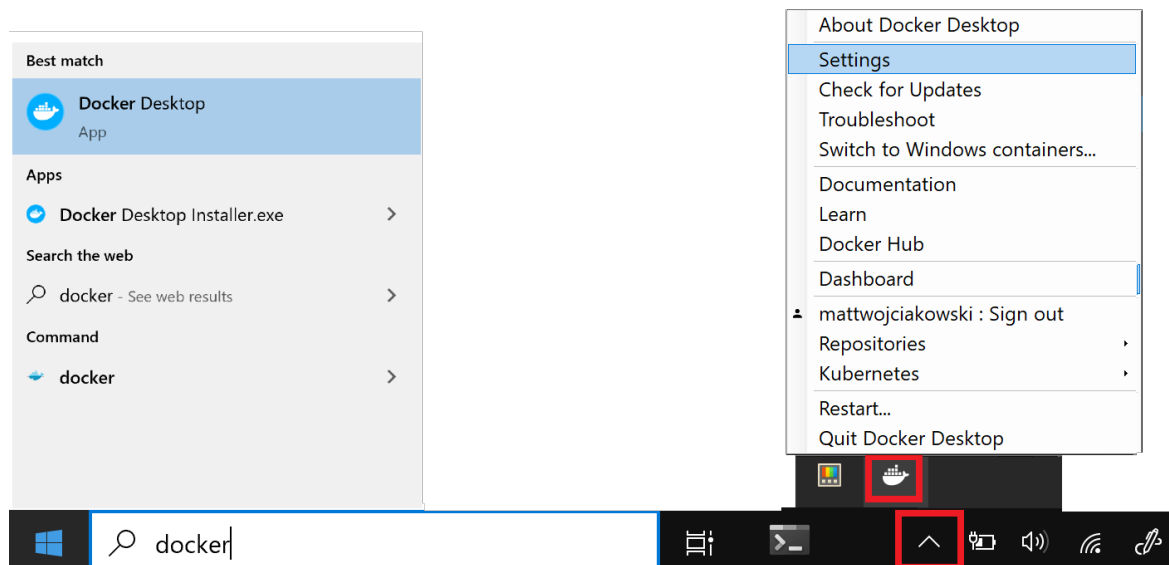 Best match
Docker Desktop
App
Apps
Docker Desktop Installer.exe
Search the web
docker - See web results
Command
docker
docker
About Docker Desktop
Settings
Check for Updates
Troubleshoot
Switch to Windows containers...
Documentation
Learn
Docker Hub
Dashboard
mattwojciakowski : Sign out
Repositories
Kubernetes
Restart...
Quit Docker Desktop